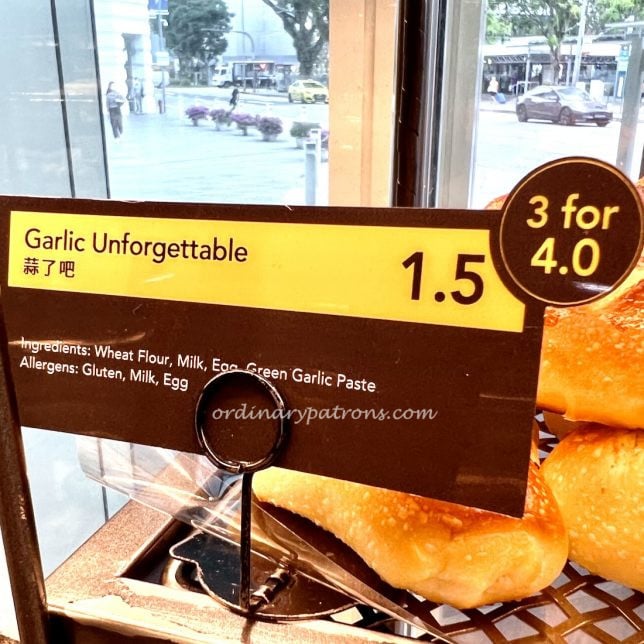 Garlic Unforgettable
蒜了吧
1.5
3 for
4.0
Ingredients: Wheat Flour, Milk, Egg, Green Garlic Paste
Allergens: Gluten, Milk, Egg
ordinarypatrons.com